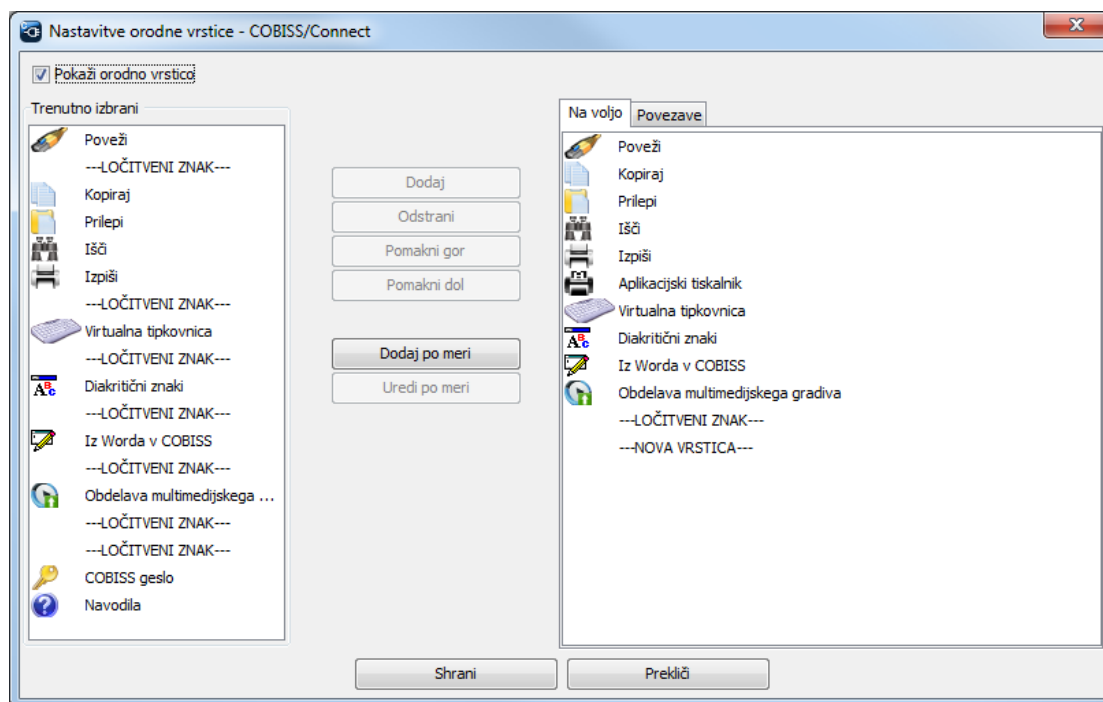 Nastavitve orodne vrstice - COBISS/Connect
Pokaži orodno vrstico
Trenutno izbrani
Poveži
---LOČITVENI ZNAK---
Kopiraj
Prilepi
Išči
Izpiši
---LOČITVENI ZNAK---
Virtualna tipkovnica
---LOČITVENI ZNAK---
Diakritični znaki
---LOČITVENI ZNAK---
Iz Worda v COBISS
---LOČITVENI ZNAK---
Obdelava multimedijskega ...
---LOČITVENI ZNAK---
---LOČITVENI ZNAK---
COBISS geslo
Navodila
Dodaj
Odstrani
Pomakni gor
Pomakni dol
Dodaj po meri
Uredi po meri
Na voljo
Povezave
Poveži
Kopiraj
Prilepi
Išči
Izpiši
Aplikacijski tiskalnik
Virtualna tipkovnica
Diakritični znaki
Iz Worda v COBISS
Obdelava multimedijskega gradiva
---LOČITVENI ZNAK---
---NOVA VRSTICA---
Shrani
Prekliči